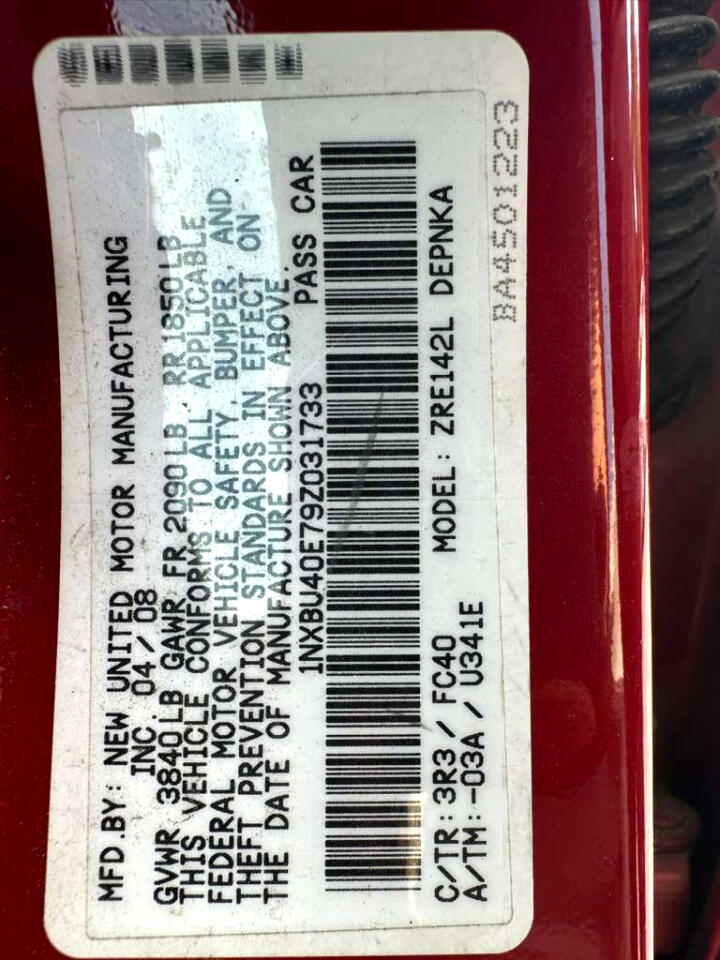 MFD.BY: NEW UNITED MOTOR MANUFACTURING
INC. 04/08
GVWR 3840LB GAWR FR 2090LB RR 1850LB
THIS VEHICLE CONFORMS TO ALL APPLICABLE
FEDERAL MOTOR VEHICLE SAFETY, BUMPER, AND
THEFT PREVENTION STANDARDS IN EFFECT ON
THE DATE OF MANUFACTURE SHOWN ABOVE.
1NXBU40E79Z031733 PASS CAR
C/TR: 3R3 / FC40 MODEL: ZRE142L DEPNKA
A/TM: -03A / U341E
BA4501223